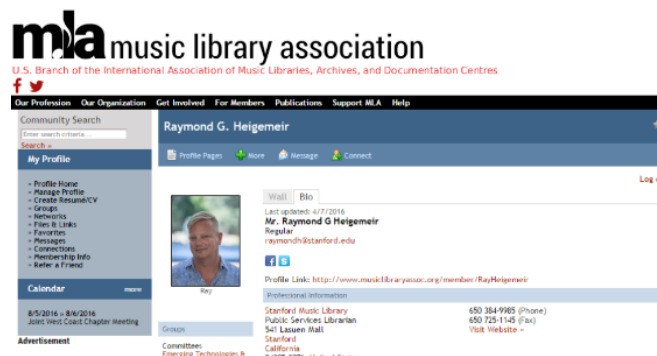 mla music library association
U.S. Branch of the International Association of Music Libraries, Archives, and Documentation Centres
Our Profession Our Organization Get Involved For Members Publications Support MLA Help
Community Search
Enter search criteria...
Search »
My Profile
» Profile Home
» Manage Profile
» Create Resumé/CV
» Groups
» Networks
» Files & Links
» Favorites
» Messages
» Connections
» Membership Info
» Refer a Friend
Calendar more
8/5/2016 » 8/6/2016
Joint West Coast Chapter Meeting
Advertisement
Raymond G. Heigemeir
Profile Pages More Message Connect
Log
Wall Bio
Last updated: 4/7/2016
Mr. Raymond G Heigemeir
Regular
raymondh@stanford.edu
Profile Link: http://www.musiclibraryassoc.org/member/RayHeigemeir
Ray
Professional Information
Stanford Music Library
Public Services Librarian
541 Lasuen Mall
Stanford
California
650 384-9985 (Phone)
650 725-1145 (Fax)
Visit Website »
Groups
Committees
Emerging Technologies &